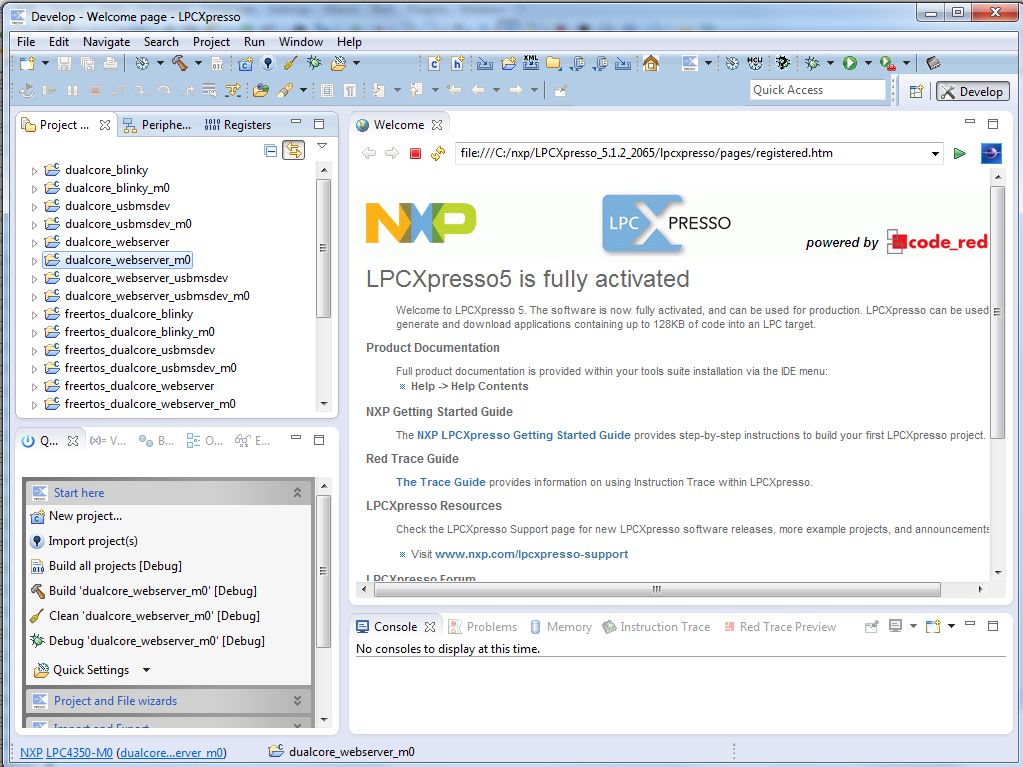 Develop - Welcome page - LPCXpresso
File Edit Navigate Search Project Run Window Help
Quick Access
Develop
Project ... Periphe... Registers
dualcore_blinky
dualcore_blinky_m0
dualcore_usbmsdev
dualcore_usbmsdev_m0
dualcore_webserver
dualcore_webserver_m0
dualcore_webserver_usbmsdev
dualcore_webserver_usbmsdev_m0
freertos_dualcore_blinky
freertos_dualcore_blinky_m0
freertos_dualcore_usbmsdev
freertos_dualcore_usbmsdev_m0
freertos_dualcore_webserver
freertos_dualcore_webserver_m0
Welcome
file:///C:/nxp/LPCXpresso_5.1.2_2065/lpcxpresso/pages/registered.htm
NXP
LPCXPRESSO
powered by code_red
LPCXpresso5 is fully activated
Welcome to LPCXpresso 5. The software is now fully activated, and can be used for production. LPCXpresso can be used
generate and download applications containing up to 128KB of code into an LPC target.
Product Documentation
Full product documentation is provided within your tools suite installation via the IDE menu:
Help -> Help Contents
NXP Getting Started Guide
The NXP LPCXpresso Getting Started Guide provides step-by-step instructions to build your first LPCXpresso project.
Red Trace Guide
The Trace Guide provides information on using Instruction Trace within LPCXpresso.
LPCXpresso Resources
Check the LPCXpresso Support page for new LPCXpresso software releases, more example projects, and announcements
Visit www.nxp.com/lpcxpresso-support
LPCXpresso Forum
Q... (x)= V... B... O... E...
Start here
New project...
Import project(s)
Build all projects [Debug]
Build 'dualcore_webserver_m0' [Debug]
Clean 'dualcore_webserver_m0' [Debug]
Debug 'dualcore_webserver_m0' [Debug]
Quick Settings
Project and File wizards
Import and Export
Console Problems Memory Instruction Trace Red Trace Preview
No consoles to display at this time.
NXP LPC4350-M0 (dualcore...erver_m0)
dualcore_webserver_m0